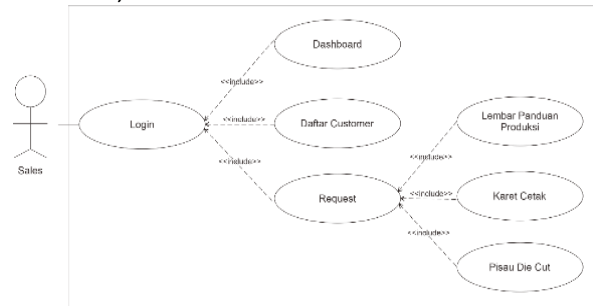 Dashboard
<<include>>
Lembar Panduan
Produksi
<<include>>
Login
Daftar Customer
Sales
<<include>>
<<include>>
Request
<<include>>
Karet Cetak
<<include>>
Pisau Die Cut